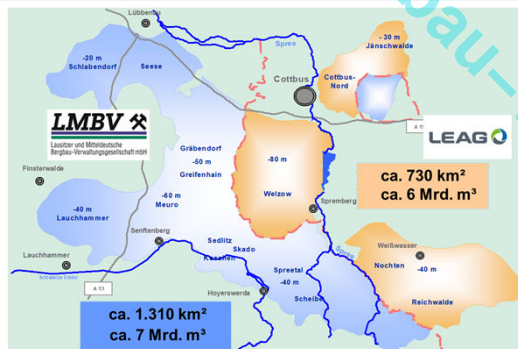 Lübbenau
-20 m
Schlabendorf
Seese
Spree
- 30 m
Jänschwalde
Cottbus
Cottbus-
Nord
bau-
LMBV
Lausitzer und Mitteldeutsche
Bergbau-Verwaltungsgesellschaft mbH
A 15
LEAG
Gräbendorf
-50 m
Greifenhain
-80 m
Welzow
ca. 730 km²
ca. 6 Mrd. m³
Finsterwalde
-60 m
Meuro
-40 m
Lauchhammer
Spremberg
Senftenberg
Sedlitz
Skado
Koschen
Spree
Weißwasser
Nochten
-40 m
Reichwalde
Lauchhammer
Schwarze Elster
A 13
Spreetal
-40 m
Scheibe
Hoyerswerda
ca. 1.310 km²
ca. 7 Mrd. m³